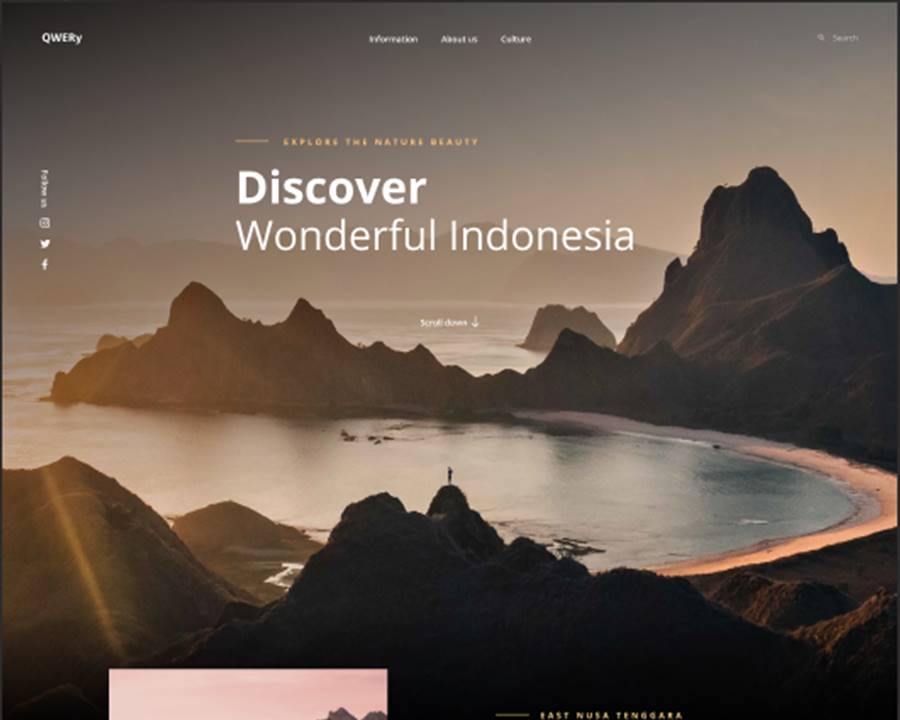 QWERy
Information
About us
Culture
Search
EXPLORE THE NATURE BEAUTY
Discover
Wonderful Indonesia
Follow us
Scroll down
EAST NUSA TENGGARA